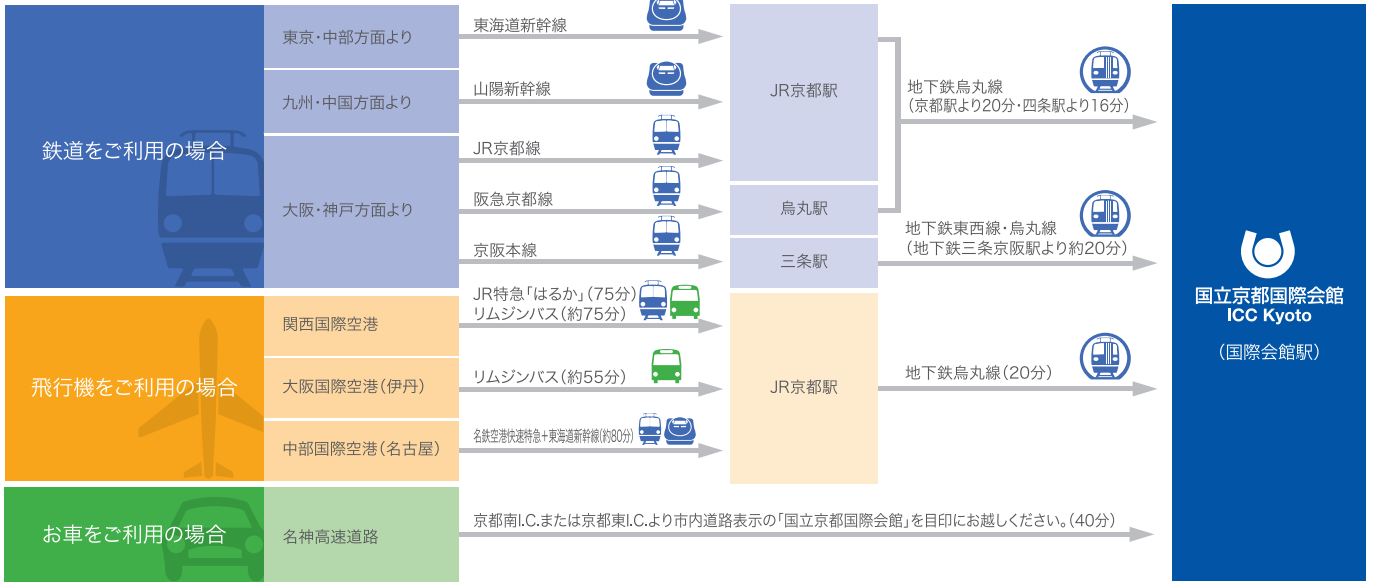 鉄道をご利用の場合
東京・中部方面より
東海道新幹線
九州・中国方面より
山陽新幹線
大阪・神戸方面より
JR京都線
阪急京都線
京阪本線
JR京都駅
烏丸駅
三条駅
地下鉄烏丸線
(京都駅より20分・四条駅より16分)
地下鉄東西線・烏丸線
(地下鉄三条京阪駅より約20分)
飛行機をご利用の場合
関西国際空港
JR特急「はるか」(75分)
リムジンバス(約75分)
大阪国際空港(伊丹)
リムジンバス(約55分)
中部国際空港(名古屋)
名鉄空港快速特急+東海道新幹線(約80分)
JR京都駅
地下鉄烏丸線(20分)
お車をご利用の場合
名神高速道路
京都南I.C.または京都東I.C.より市内道路表示の「国立京都国際会館」を目印にお越しください。(40分)
国立京都国際会館
ICC Kyoto
(国際会館駅)